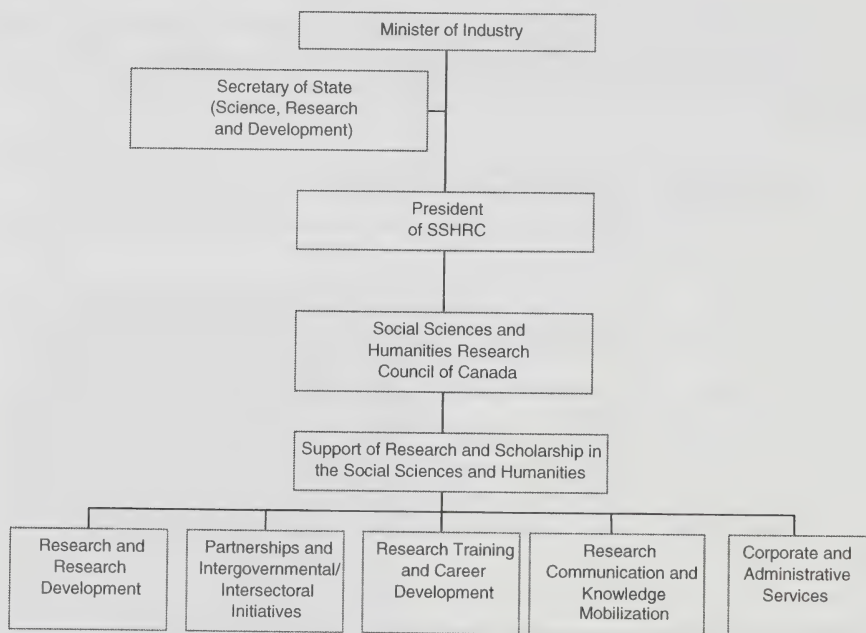 Minister of Industry
Secretary of State
(Science, Research
and Development)
President
of SSHRC
Social Sciences and
Humanities Research
Council of Canada
Support of Research and Scholarship in
the Social Sciences and Humanities
Research and
Research
Development
Partnerships and
Intergovernmental/
Intersectoral
Initiatives
Research Training
and Career
Development
Research
Communication and
Knowledge
Mobilization
Corporate and
Administrative
Services